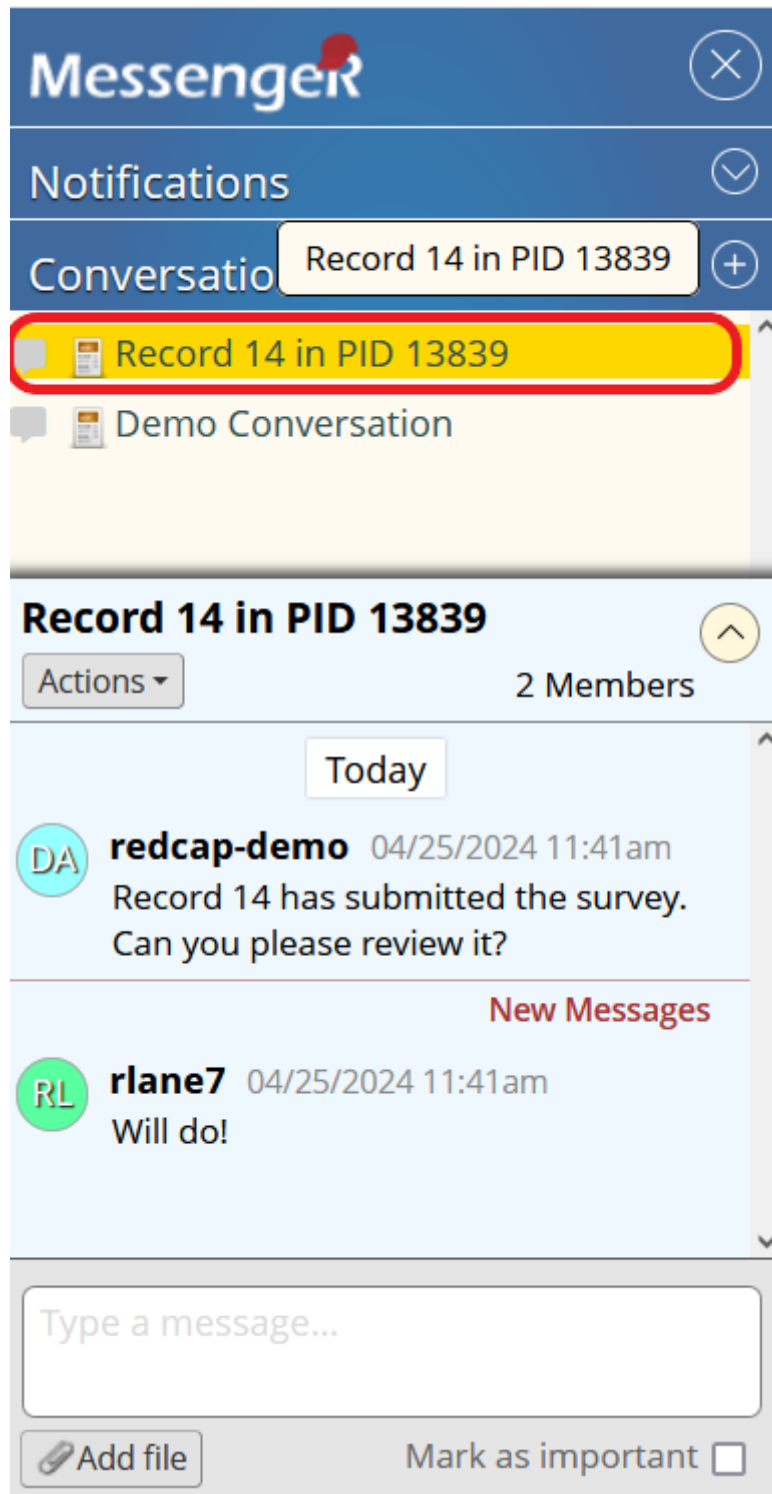 MessengeR
Notifications
Conversatio
Record 14 in PID 13839
Record 14 in PID 13839
Demo Conversation
Record 14 in PID 13839
Actions
2 Members
Today
DA
redcap-demo 04/25/2024 11:41am
Record 14 has submitted the survey.
Can you please review it?
New Messages
RL
rlane7 04/25/2024 11:41am
Will do!
Type a message...
Add file
Mark as important